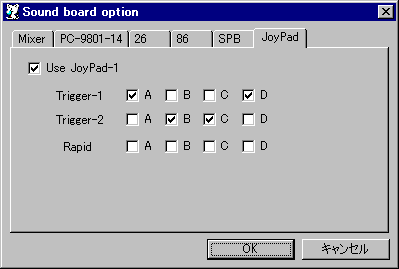 Sound board option
Mixer PC-9801-14 26 86 SPB JoyPad
Use JoyPad-1
Trigger-1 A B C D
Trigger-2 A B C D
Rapid A B C D
OK キャンセル